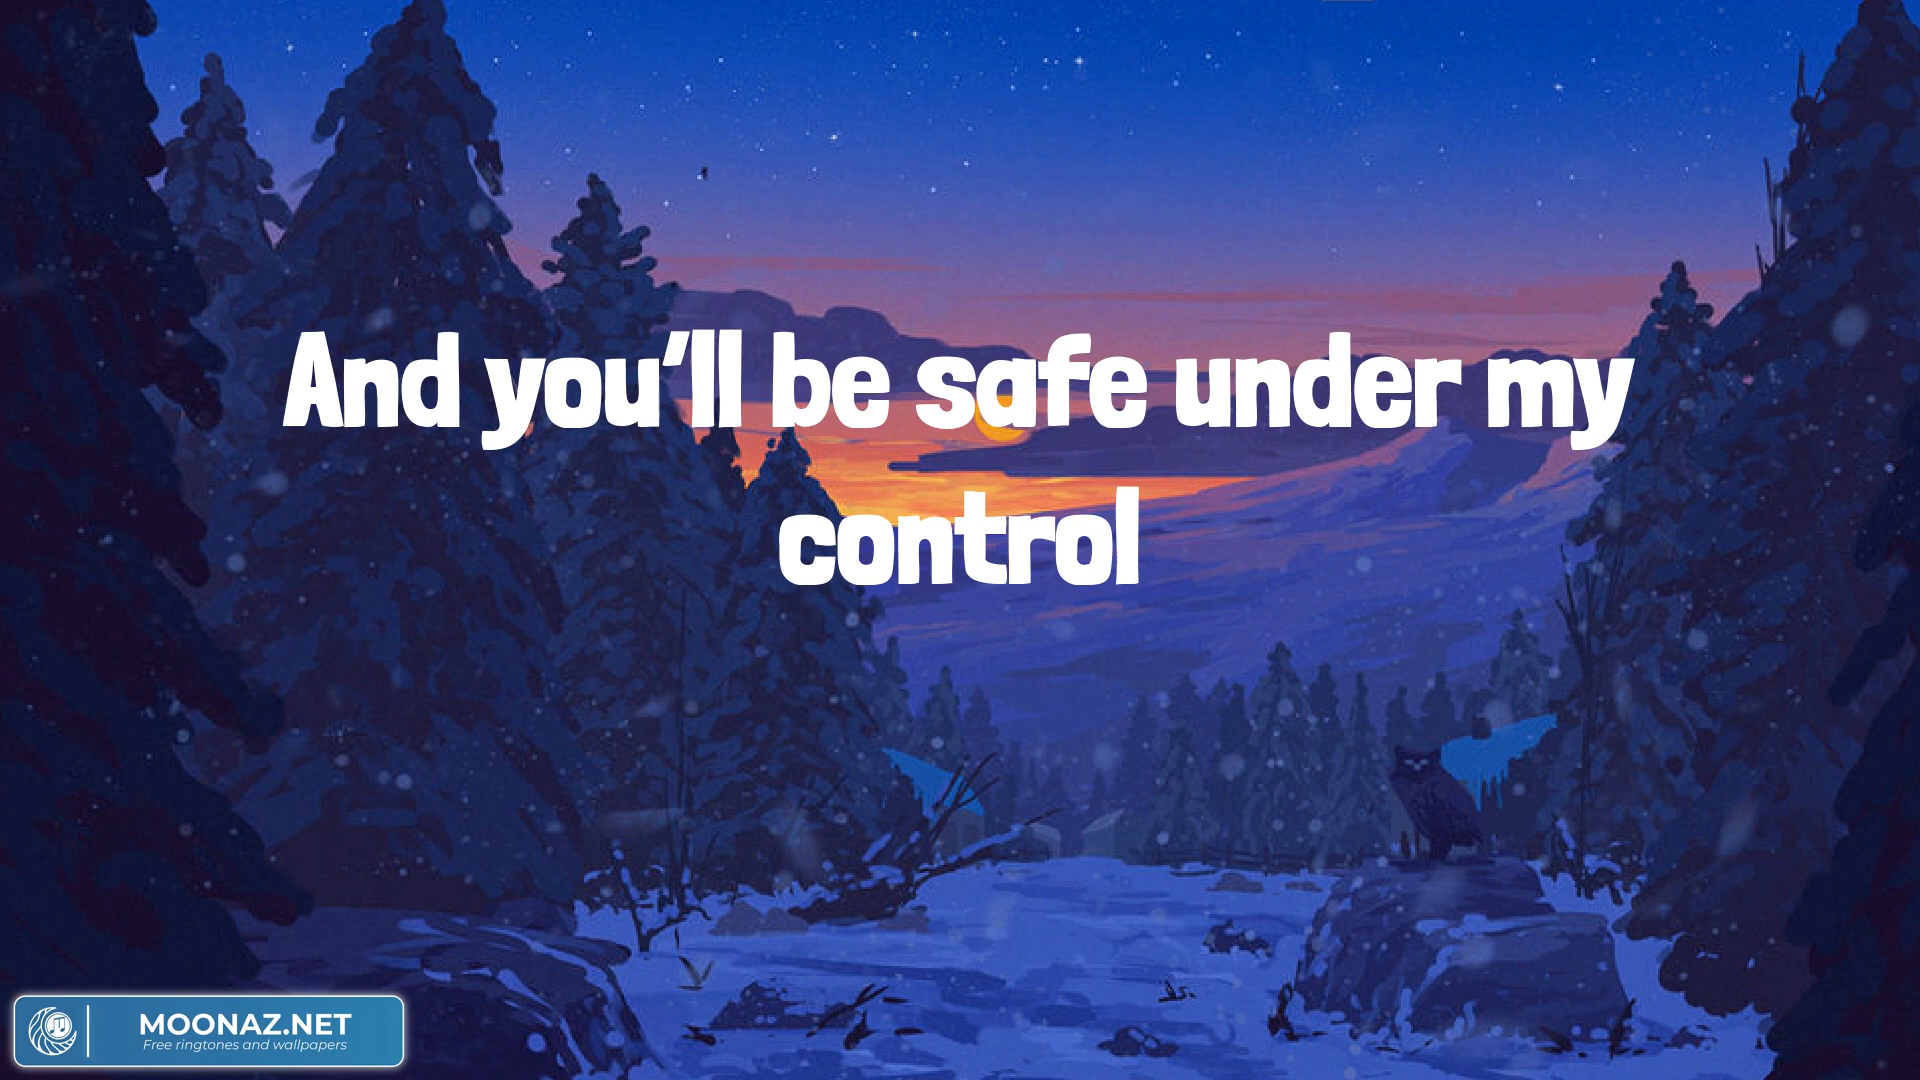 And you'll be safe under my
control
MOONAZ.NET
Free ringtones and wallpapers